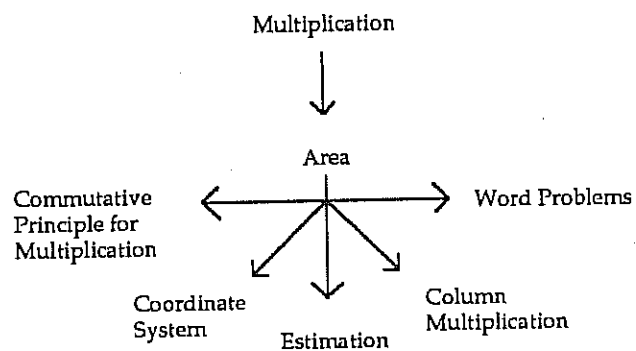 Multiplication
Area
Commutative
Principle for
Multiplication
Word Problems
Coordinate
System
Estimation
Column
Multiplication